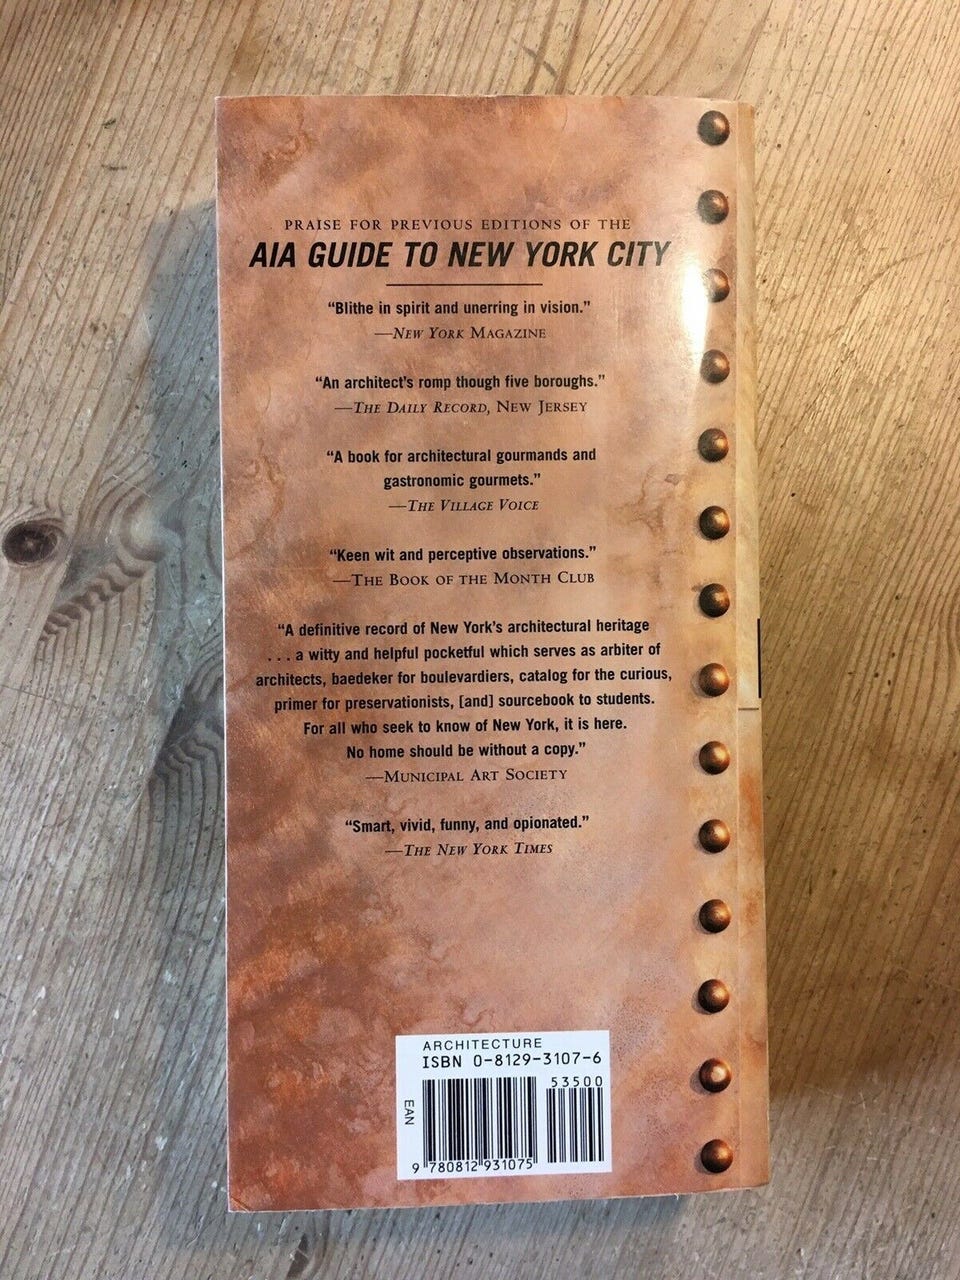 PRAISE FOR PREVIOUS EDITIONS OF THE
AIA GUIDE TO NEW YORK CITY
“Blithe in spirit and unerring in vision.”
—NEW YORK MAGAZINE
“An architect’s romp though five boroughs.”
—THE DAILY RECORD, NEW JERSEY
“A book for architectural gourmands and
gastronomic gourmets.”
—THE VILLAGE VOICE
“Keen wit and perceptive observations.”
—THE BOOK OF THE MONTH CLUB
“A definitive record of New York’s architectural heritage
. . . a witty and helpful pocketful which serves as arbiter of
architects, baedeker for boulevardiers, catalog for the curious,
primer for preservationists, [and] sourcebook to students.
For all who seek to know of New York, it is here.
No home should be without a copy.”
—MUNICIPAL ART SOCIETY
“Smart, vivid, funny, and opionated.”
—THE NEW YORK TIMES
ARCHITECTURE
ISBN 0-8129-3107-6
53500
EAN
9 780812 931075